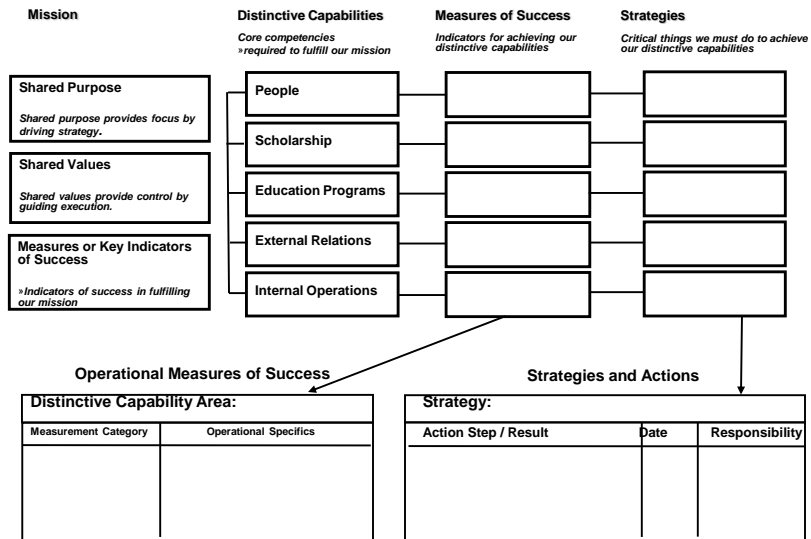 Mission
Distinctive Capabilities
Core competencies
»required to fulfill our mission
Measures of Success
Indicators for achieving our
distinctive capabilities
Strategies
Critical things we must do to achieve
our distinctive capabilities
Shared Purpose
Shared purpose provides focus by
driving strategy.
Shared Values
Shared values provide control by
guiding execution.
Measures or Key Indicators
of Success
»Indicators of success in fulfilling
our mission
People
Scholarship
Education Programs
External Relations
Internal Operations
Operational Measures of Success
Distinctive Capability Area:
Measurement Category
Operational Specifics
Strategies and Actions
Strategy:
Action Step / Result
Date
Responsibility